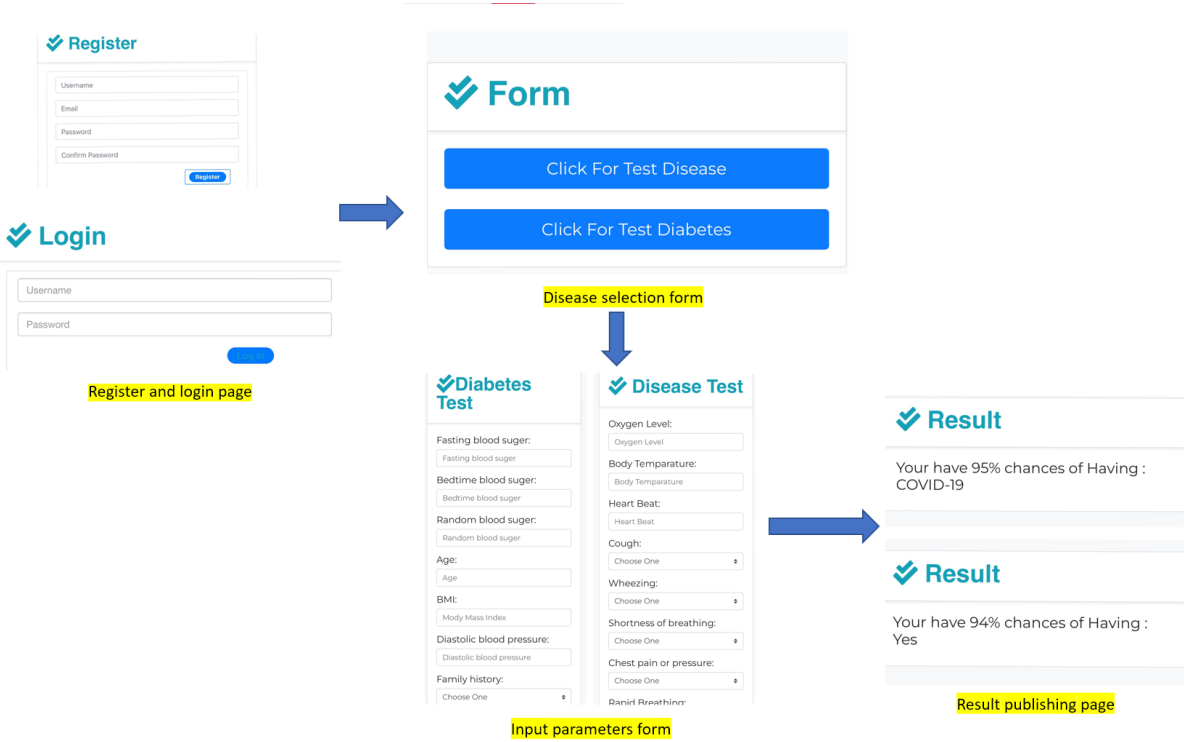 Register
Username
Email
Password
Confirm Password
Register
Login
Username
Password
Log In
Register and login page
Form
Click For Test Disease
Click For Test Diabetes
Disease selection form
Diabetes
Test
Fasting blood suger:
Fasting blood suger
Bedtime blood suger:
Bedtime blood suger
Random blood suger:
Random blood suger
Age:
Age
BMI:
Mody Mass Index
Diastolic blood pressure:
Diastolic blood pressure
Family history:
Choose One
Disease Test
Oxygen Level:
Oxygen Level
Body Temparature:
Body Temparature
Heart Beat:
Heart Beat
Cough:
Choose One
Wheezing:
Choose One
Shortness of breathing:
Choose One
Chest pain or pressure:
Choose One
Rapid Breathing:
Input parameters form
Result
Your have 95% chances of Having :
COVID-19
Result
Your have 94% chances of Having :
Yes
Result publishing page